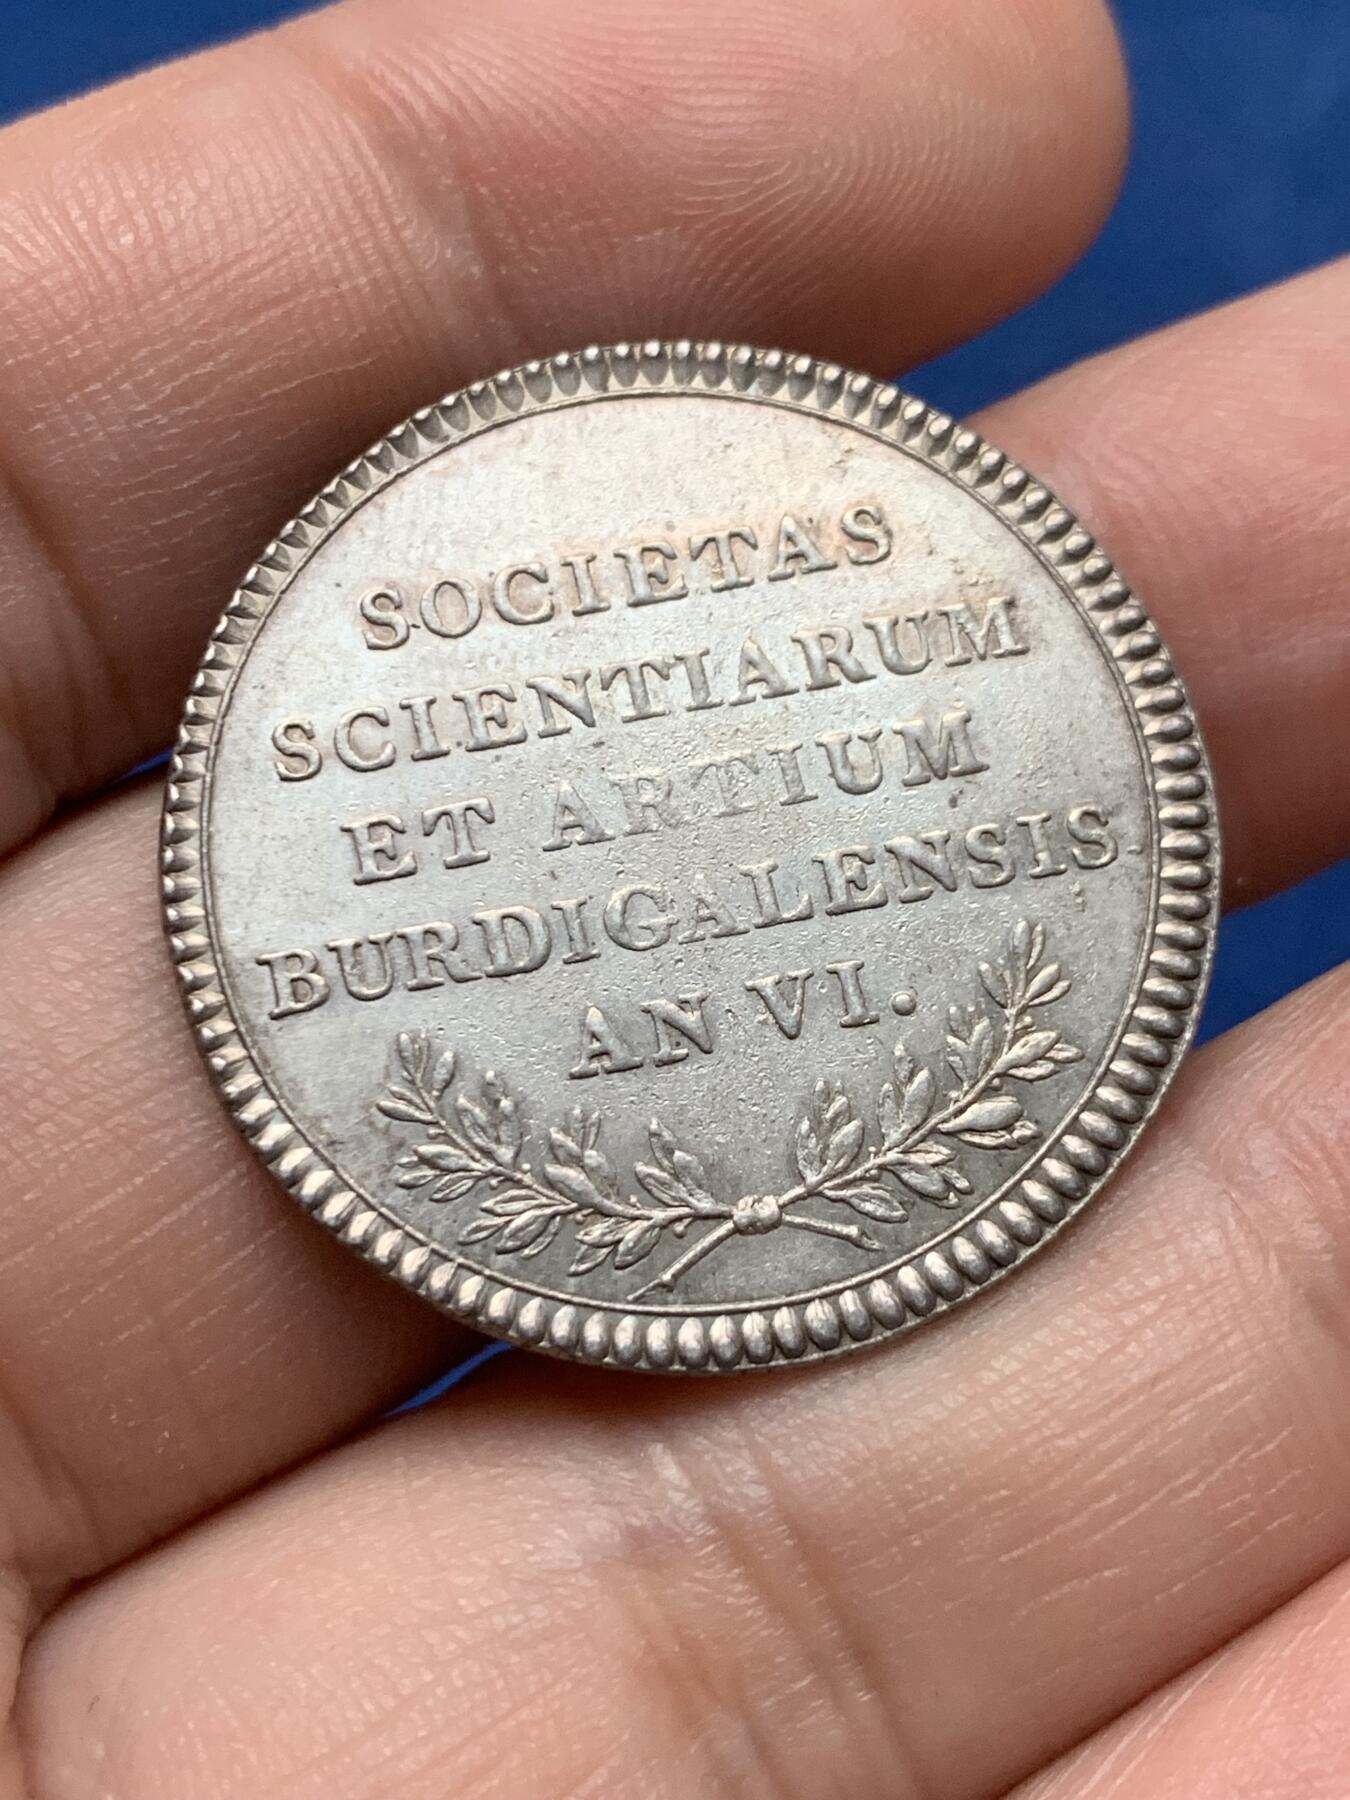 SOCIETAS
SCIENTIARUM
ET ARTIUM
BURDIGALENSIS.
AN VI.